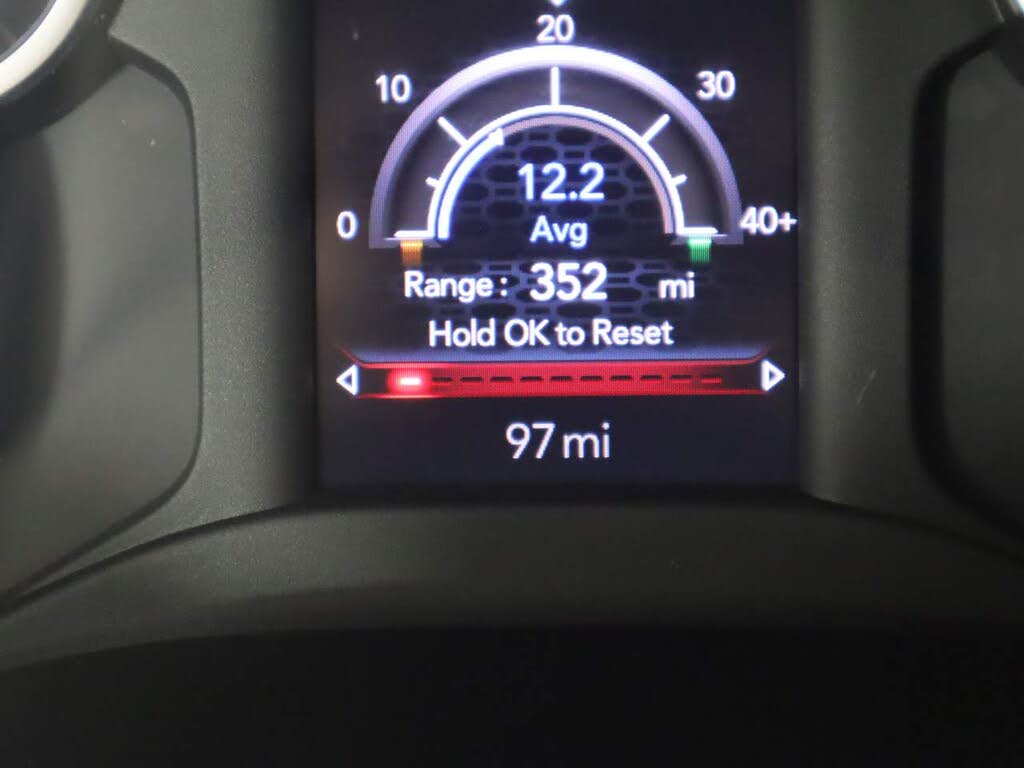 20
10 30
12.2
0 Avg 40+
Range: 352 mi
Hold OK to Reset
97 mi